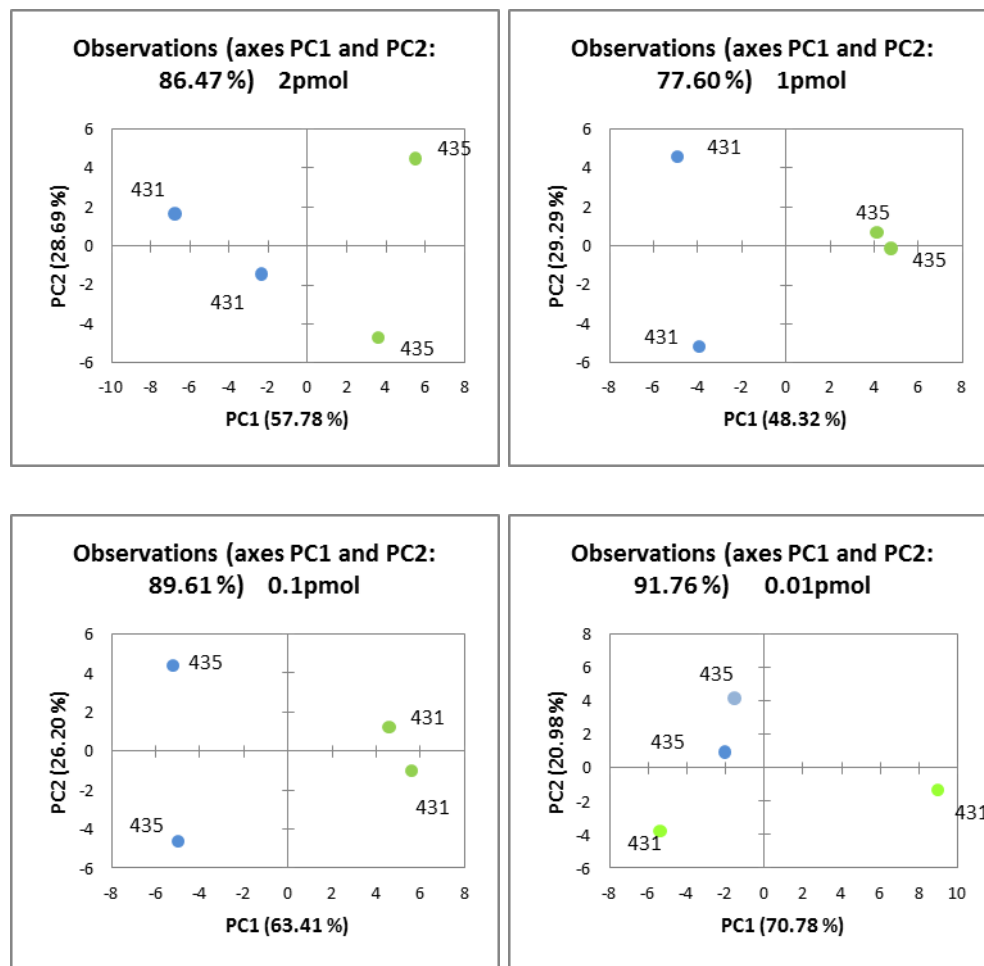 Observations (axes PC1 and PC2:
86.47 %) 2pmol
6
4
2
0
-2
-4
-6
-10 -8 -6 -4 -2 0 2 4 6 8
PC2 (28.69 %)
PC1 (57.78 %)
435
431
431
435
Observations (axes PC1 and PC2:
77.60 %) 1pmol
6
4
2
0
-2
-4
-6
-8 -6 -4 -2 0 2 4 6 8
PC2 (29.29 %)
PC1 (48.32 %)
431
435
435
431
Observations (axes PC1 and PC2:
89.61 %) 0.1pmol
6
4
2
0
-2
-4
-6
-8 -6 -4 -2 0 2 4 6 8
PC2 (26.20 %)
PC1 (63.41 %)
435
431
431
435
Observations (axes PC1 and PC2:
91.76 %) 0.01pmol
8
6
4
2
0
-2
-4
-6
-8 -6 -4 -2 0 2 4 6 8 10
PC2 (20.98 %)
PC1 (70.78 %)
435
435
431
431